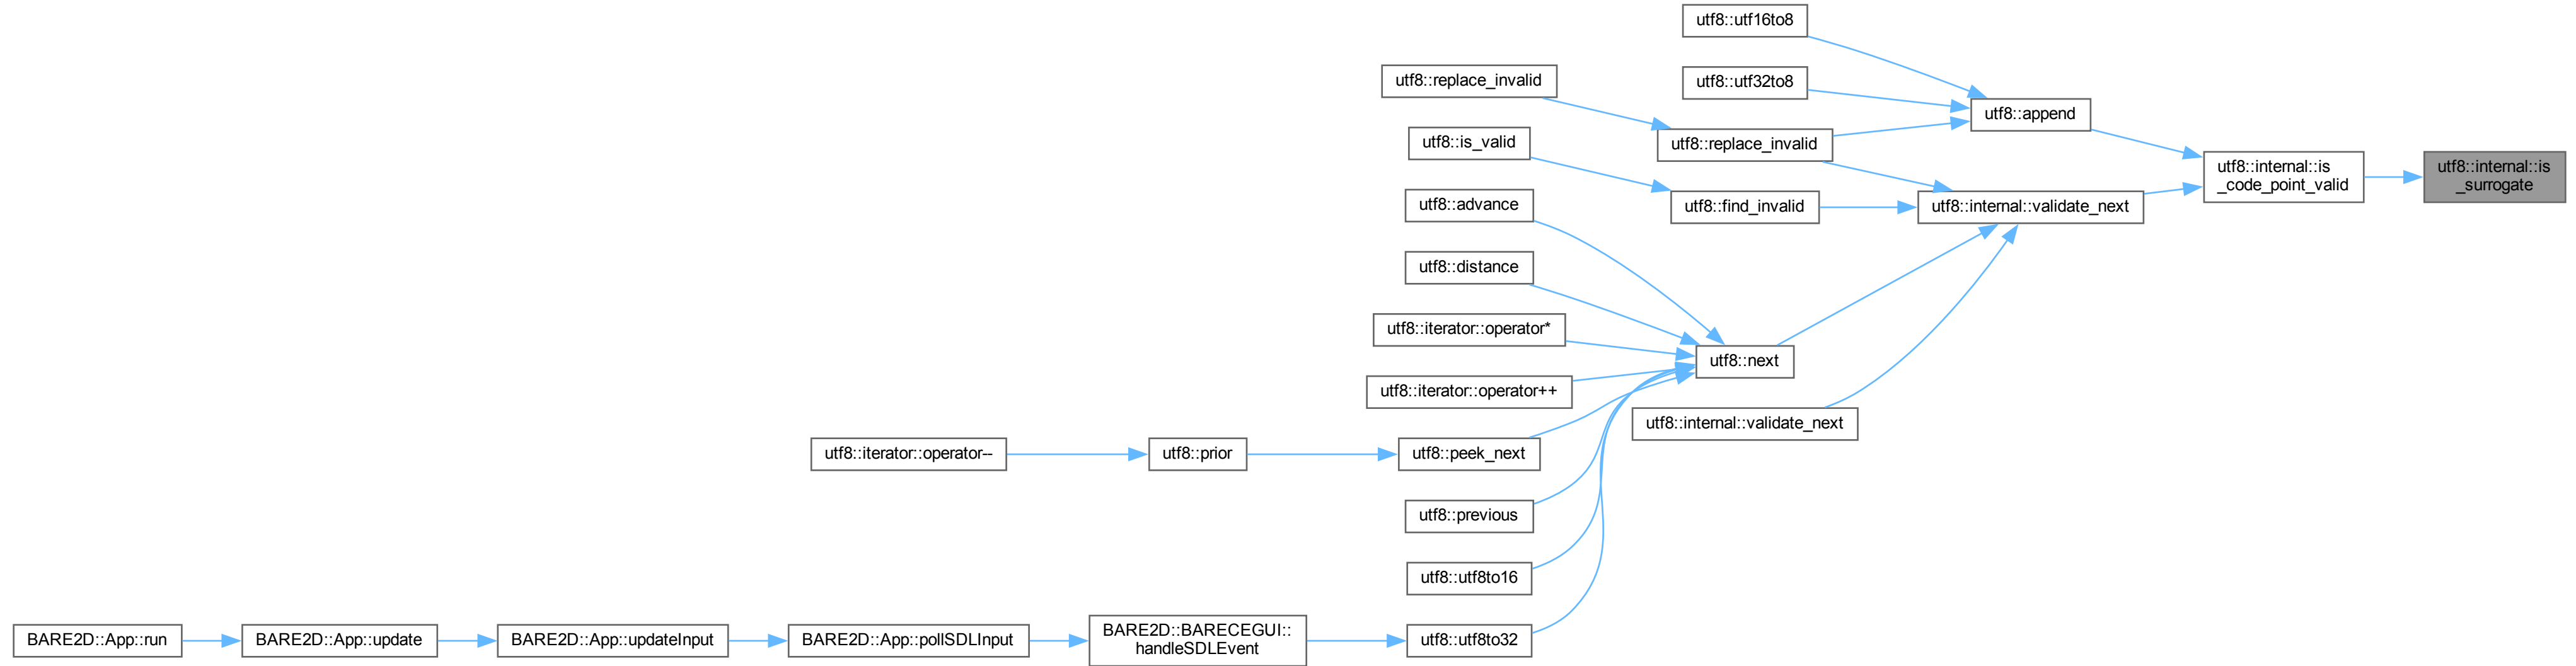 utf8::utf16to8
utf8::replace_invalid
utf8::utf32to8
utf8::append
utf8::is_valid
utf8::replace_invalid
utf8::internal::is
_code_point_valid
utf8::internal::is
_surrogate
utf8::advance
utf8::find_invalid
utf8::internal::validate_next
utf8::distance
utf8::iterator::operator*
utf8::next
utf8::iterator::operator++
utf8::internal::validate_next
utf8::iterator::operator--
utf8::prior
utf8::peek_next
utf8::previous
utf8::utf8to16
BARE2D::App::run
BARE2D::App::update
BARE2D::App::updateInput
BARE2D::App::pollSDLInput
BARE2D::BARECEGUI::
handleSDLEvent
utf8::utf8to32